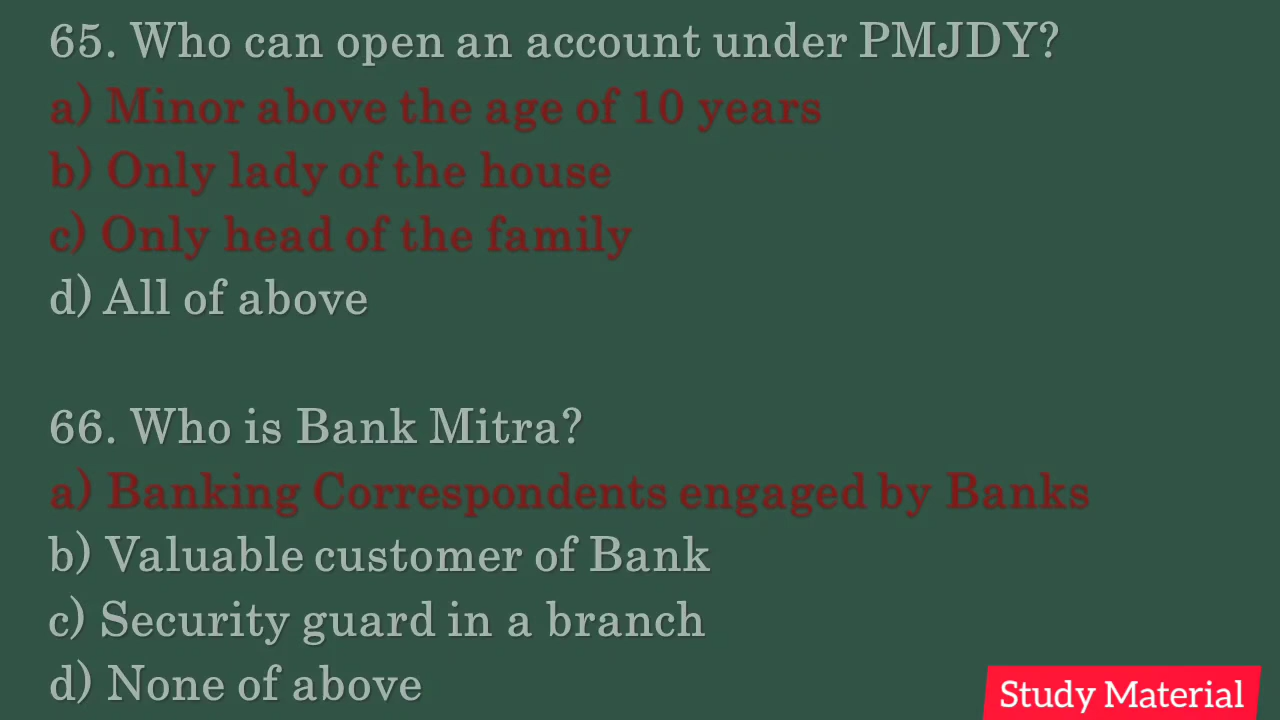 65. Who can open an account under PMJDY?
a) Minor above the age of 10 years
b) Only lady of the house
c) Only head of the family
d) All of above
66. Who is Bank Mitra?
a) Banking Correspondents engaged by Banks
b) Valuable customer of Bank
c) Security guard in a branch
d) None of above
Study Material